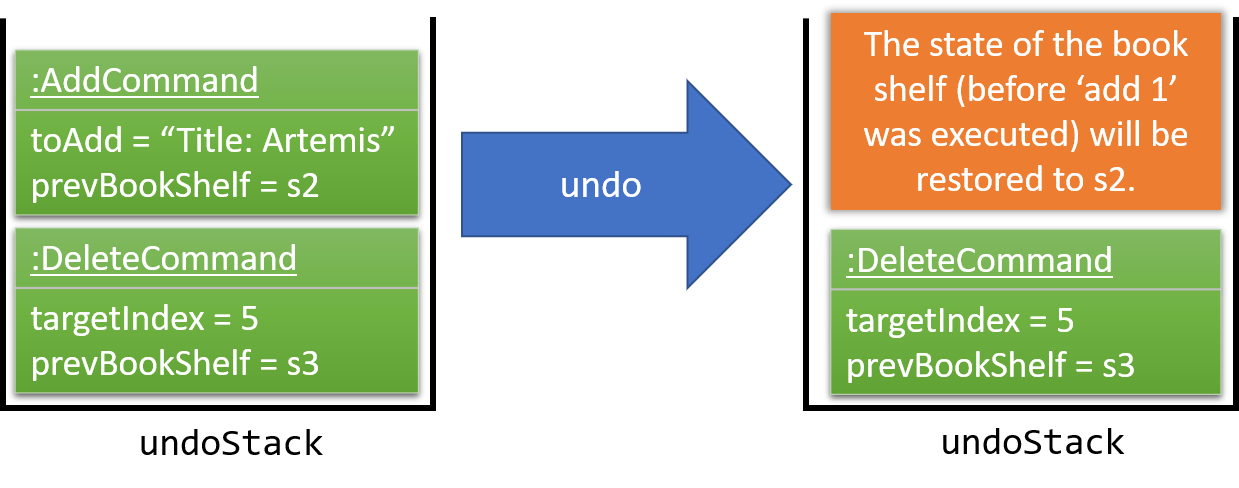 :AddCommand
toAdd = “Title: Artemis”
prevBookShelf = s2
:DeleteCommand
targetIndex = 5
prevBookShelf = s3
undoStack
undo
The state of the book
shelf (before ‘add 1’
was executed) will be
restored to s2.
:DeleteCommand
targetIndex = 5
prevBookShelf = s3
undoStack